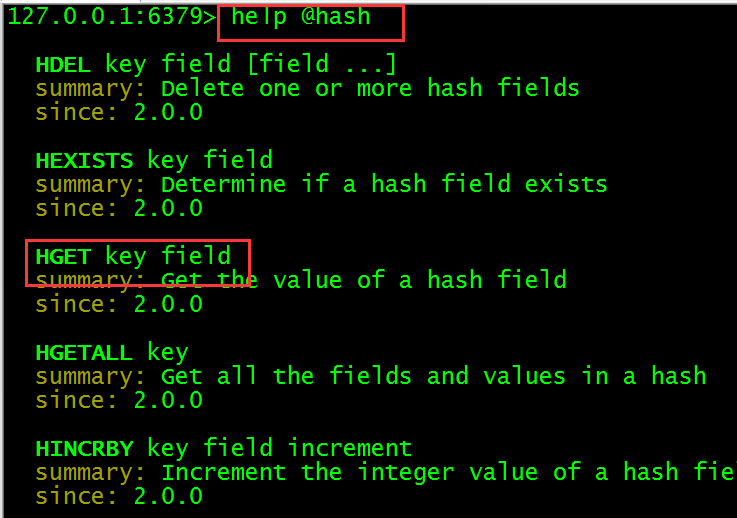 127.0.0.1:6379> help @hash
HDEL key field [field ...]
summary: Delete one or more hash fields
since: 2.0.0
HEXISTS key field
summary: Determine if a hash field exists
since: 2.0.0
HGET key field
summary: Get the value of a hash field
since: 2.0.0
HGETALL key
summary: Get all the fields and values in a hash
since: 2.0.0
HINCRBY key field increment
summary: Increment the integer value of a hash fie
since: 2.0.0